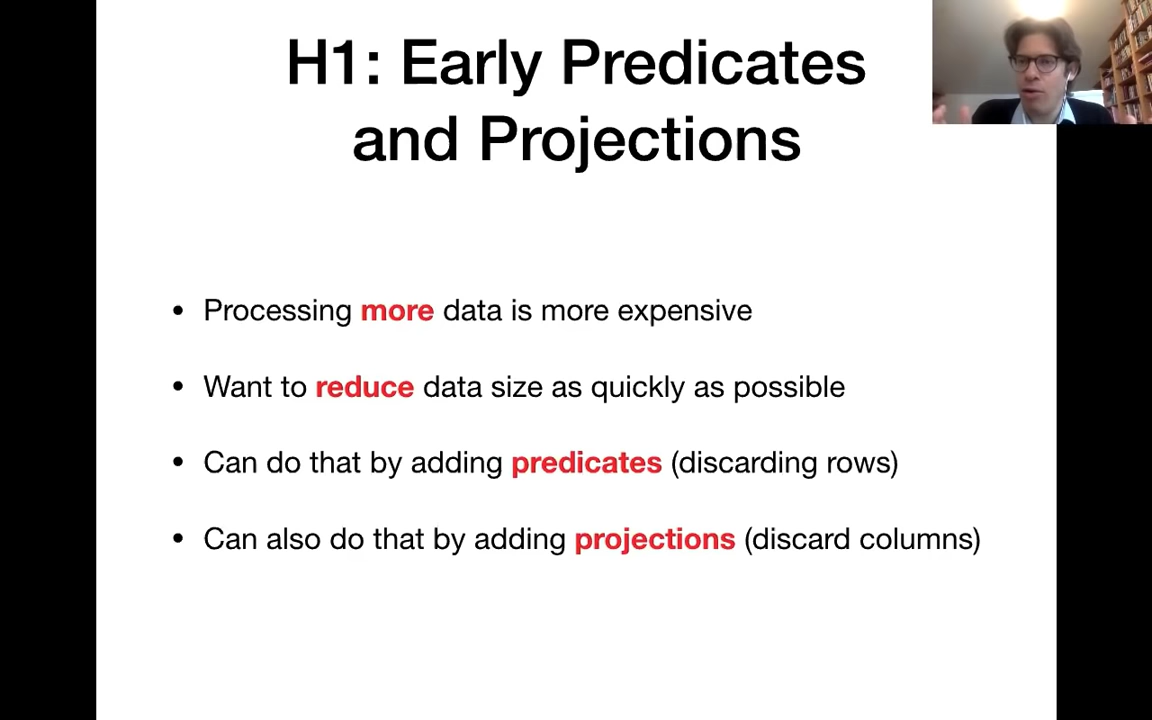 H1: Early Predicates
and Projections
• Processing more data is more expensive
• Want to reduce data size as quickly as possible
• Can do that by adding predicates (discarding rows)
• Can also do that by adding projections (discard columns)